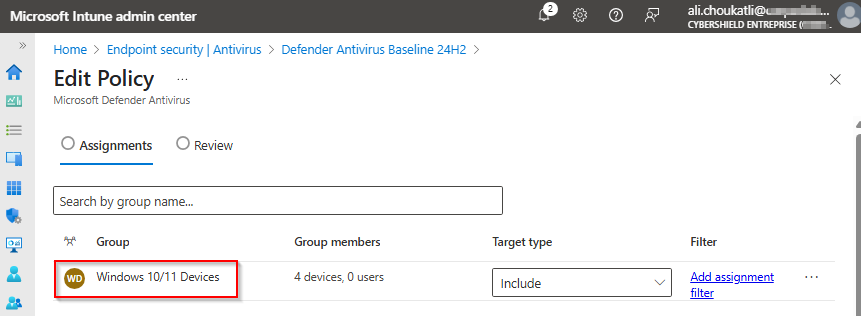 Microsoft Intune admin center
2
ali.choukatli@
CYBERSHIELD ENTREPRISE (
»
Home > Endpoint security | Antivirus > Defender Antivirus Baseline 24H2 >
Edit Policy ...
Microsoft Defender Antivirus
Assignments Review
Search by group name...
Group Group members Target type Filter
WD Windows 10/11 Devices 4 devices, 0 users Include Add assignment
filter ...